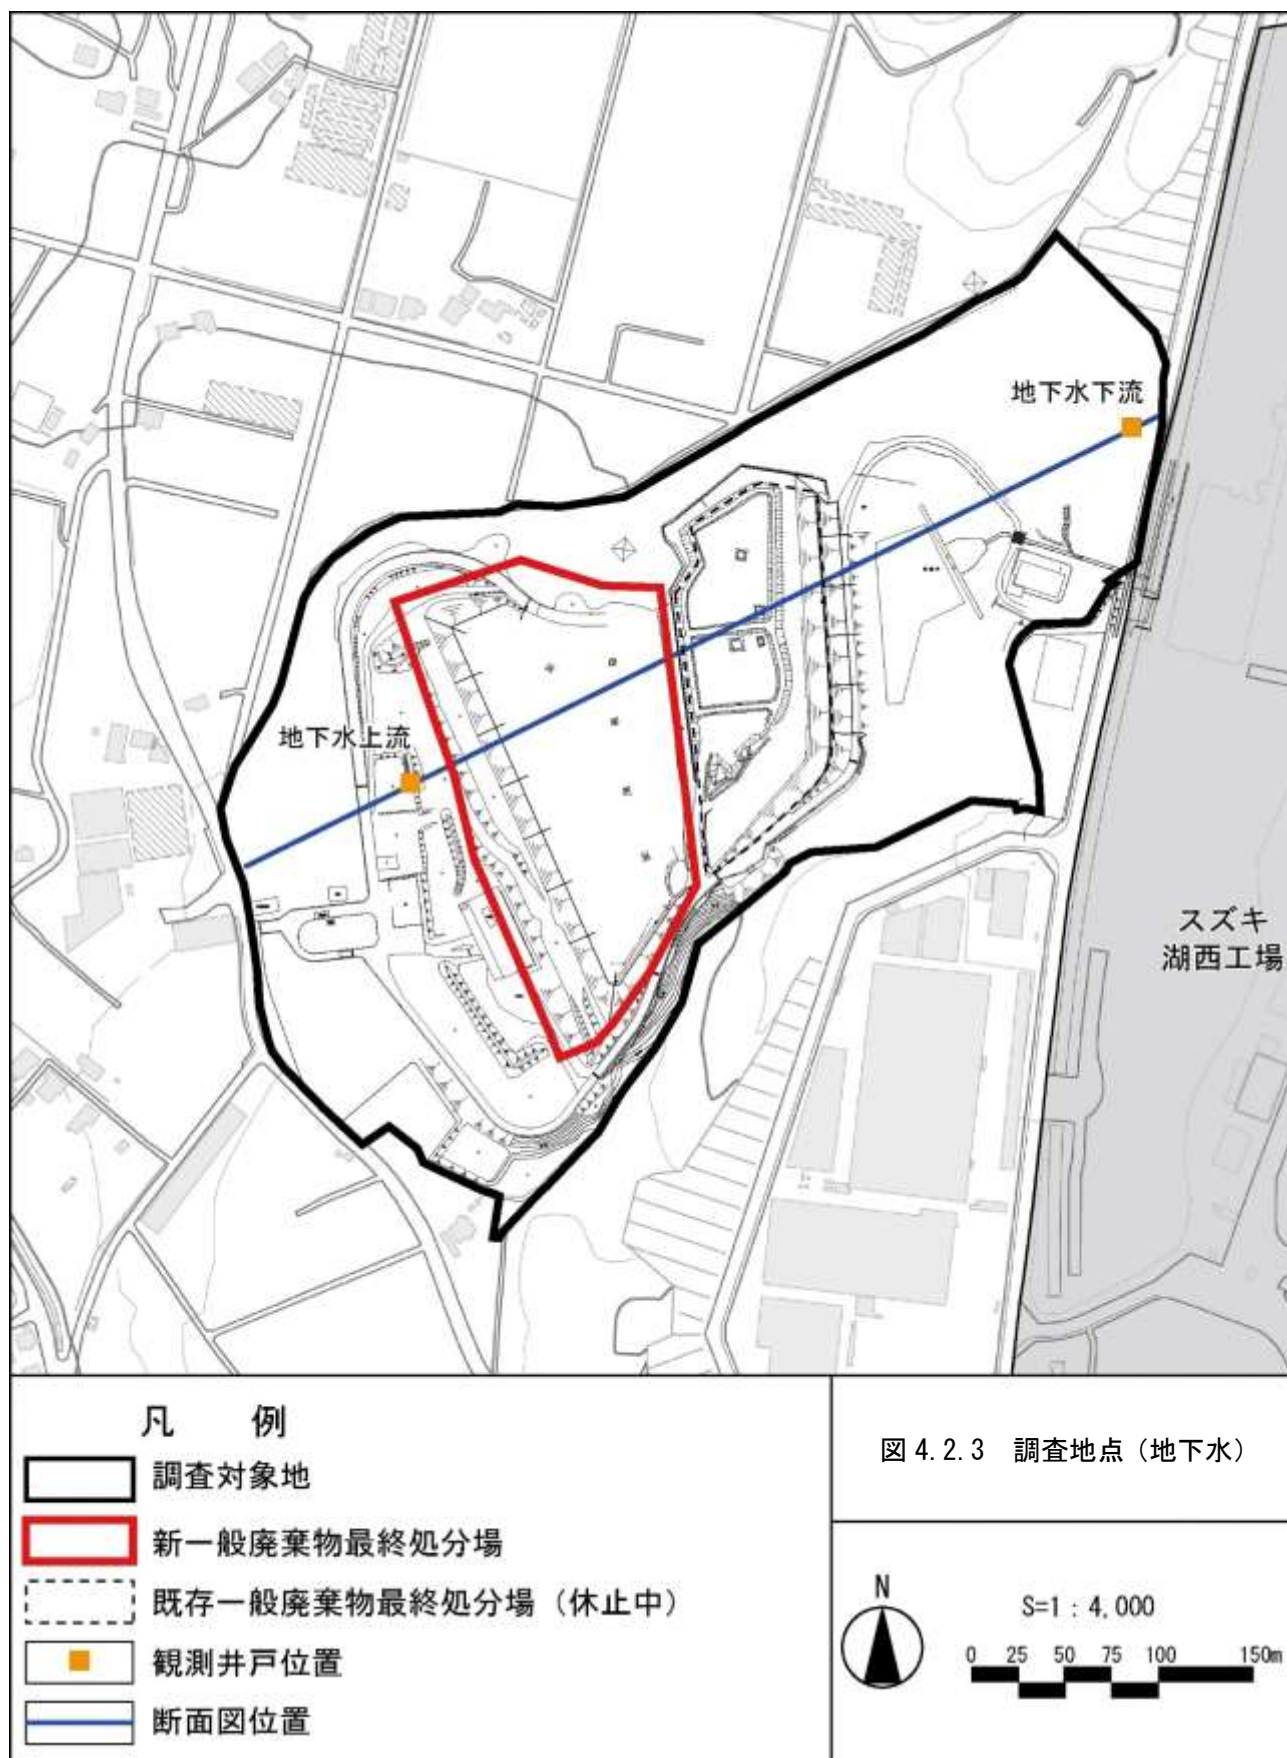 地下水下流
地下水上流
スズキ
湖西工場
凡 例
調査対象地
新一般廃棄物最終処分場
既存一般廃棄物最終処分場（休止中）
観測井戸位置
断面図位置
図 4.2.3 調査地点（地下水）
N
S=1 : 4,000
0 25 50 75 100 150m